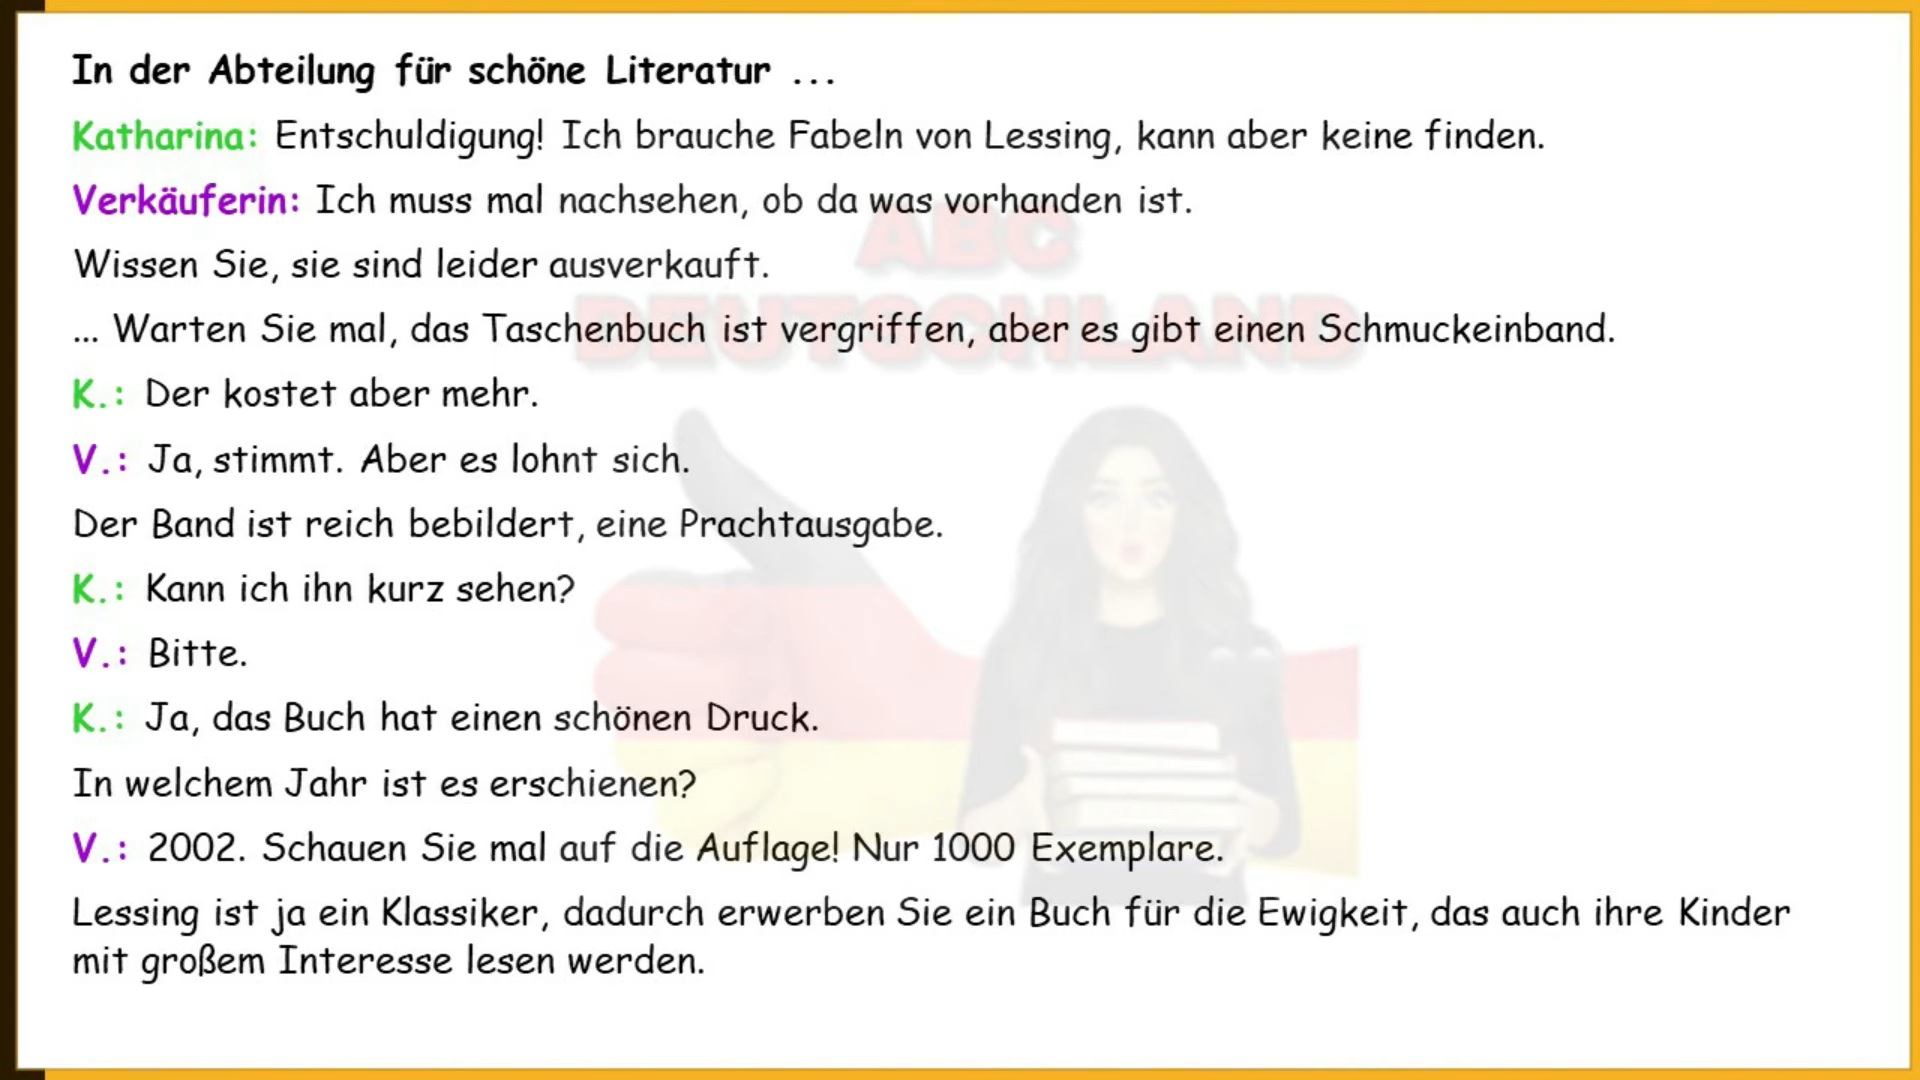 In der Abteilung für schöne Literatur ...
Katharina: Entschuldigung! Ich brauche Fabeln von Lessing, kann aber keine finden.
Verkäuferin: Ich muss mal nachsehen, ob da was vorhanden ist.
Wissen Sie, sie sind leider ausverkauft.
... Warten Sie mal, das Taschenbuch ist vergriffen, aber es gibt einen Schmuckeinband.
K.: Der kostet aber mehr.
V.: Ja, stimmt. Aber es lohnt sich.
Der Band ist reich bebildert, eine Prachtausgabe.
K.: Kann ich ihn kurz sehen?
V.: Bitte.
K.: Ja, das Buch hat einen schönen Druck.
In welchem Jahr ist es erschienen?
V.: 2002. Schauen Sie mal auf die Auflage! Nur 1000 Exemplare.
Lessing ist ja ein Klassiker, dadurch erwerben Sie ein Buch für die Ewigkeit, das auch ihre Kinder
mit großem Interesse lesen werden.
ABC
DEUTSCHLAND